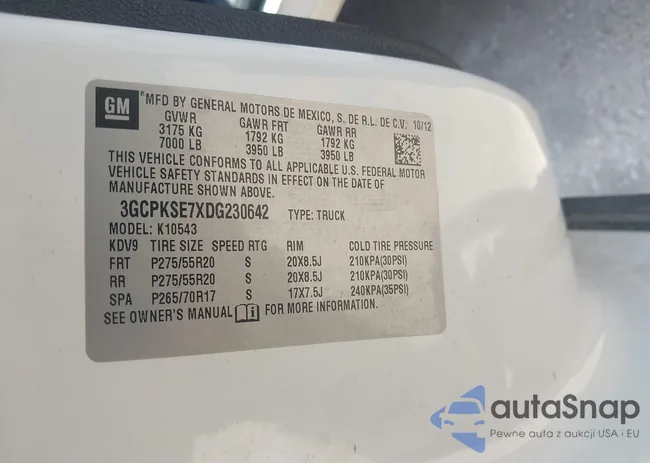 GM ®MFD BY GENERAL MOTORS DE MEXICO, S. DE R.L. DE C.V. 10/12
GVWR GAWR FRT GAWR RR
3175 KG 1792 KG 1792 KG
7000 LB 3950 LB 3950 LB
THIS VEHICLE CONFORMS TO ALL APPLICABLE U.S. FEDERAL MOTOR
VEHICLE SAFETY STANDARDS IN EFFECT ON THE DATE OF
MANUFACTURE SHOWN ABOVE.
3GCPKSE7XDG230642 TYPE: TRUCK
MODEL: K10543
KDV9 TIRE SIZE SPEED RTG RIM COLD TIRE PRESSURE
FRT P275/55R20 S 20X8.5J 210KPA(30PSI)
RR P275/55R20 S 20X8.5J 210KPA(30PSI)
SPA P265/70R17 S 17X7.5J 240KPA(35PSI)
SEE OWNER'S MANUAL FOR MORE INFORMATION.
autaSnap
Pewne auta z aukcji USA i EU